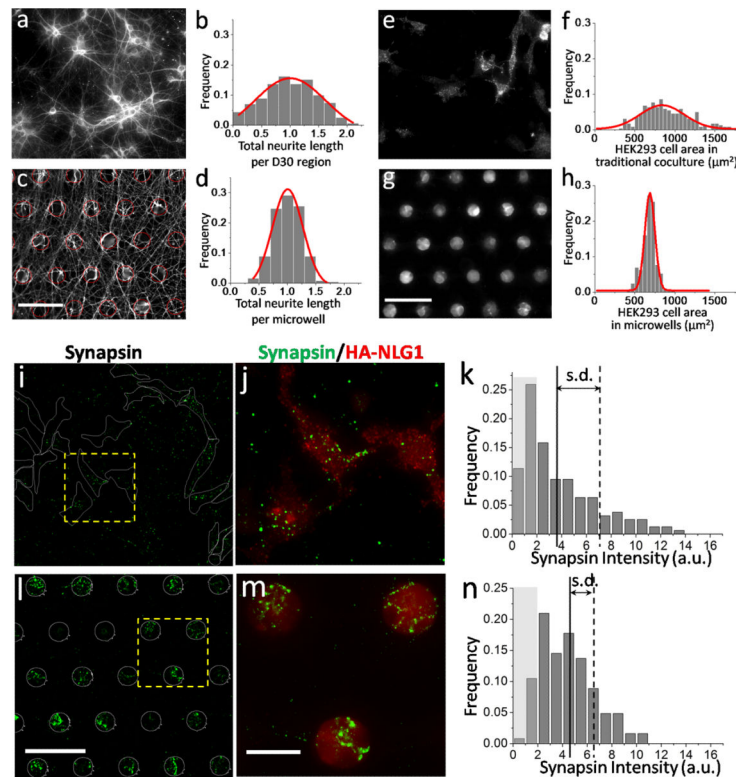 a
b
Frequency
0.2
0.1
0.0
0.0 0.5 1.0 1.5 2.0
Total neurite length
per D30 region
e
f
Frequency
0.3
0.2
0.1
0.0
0 500 1000 1500
HEK293 cell area in
traditional coculture (µm²)
c
d
Frequency
0.3
0.2
0.1
0.0
0.0 0.5 1.0 1.5 2.0
Total neurite length
per microwell
g
h
Frequency
0.3
0.2
0.1
0.0
0 500 1000 1500
HEK293 cell area
in microwells (µm²)
Synapsin
Synapsin/HA-NLG1
i
j
k
s.d.
Frequency
0.25
0.20
0.15
0.10
0.05
0.00
0 2 4 6 8 10 12 14 16
Synapsin Intensity (a.u.)
l
m
n
s.d.
Frequency
0.25
0.20
0.15
0.10
0.05
0.00
0 2 4 6 8 10 12 14 16
Synapsin Intensity (a.u.)